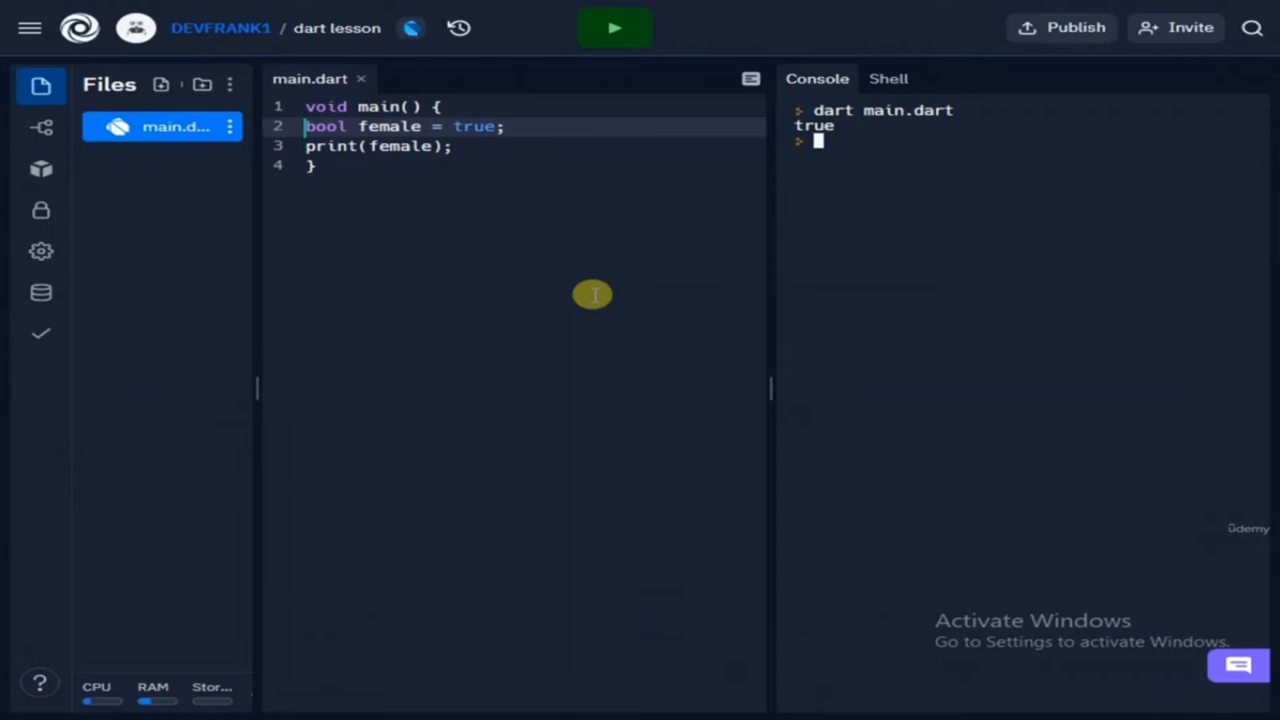 DEVFRANK1 / dart lesson
Publish
Invite
Files
main.d...
main.dart ×
1 void main() {
2 bool female = true;
3 print(female);
4 }
Console
Shell
> dart main.dart
true
>
ûdemy
Activate Windows
Go to Settings to activate Windows.
?
CPU
RAM
Stor...